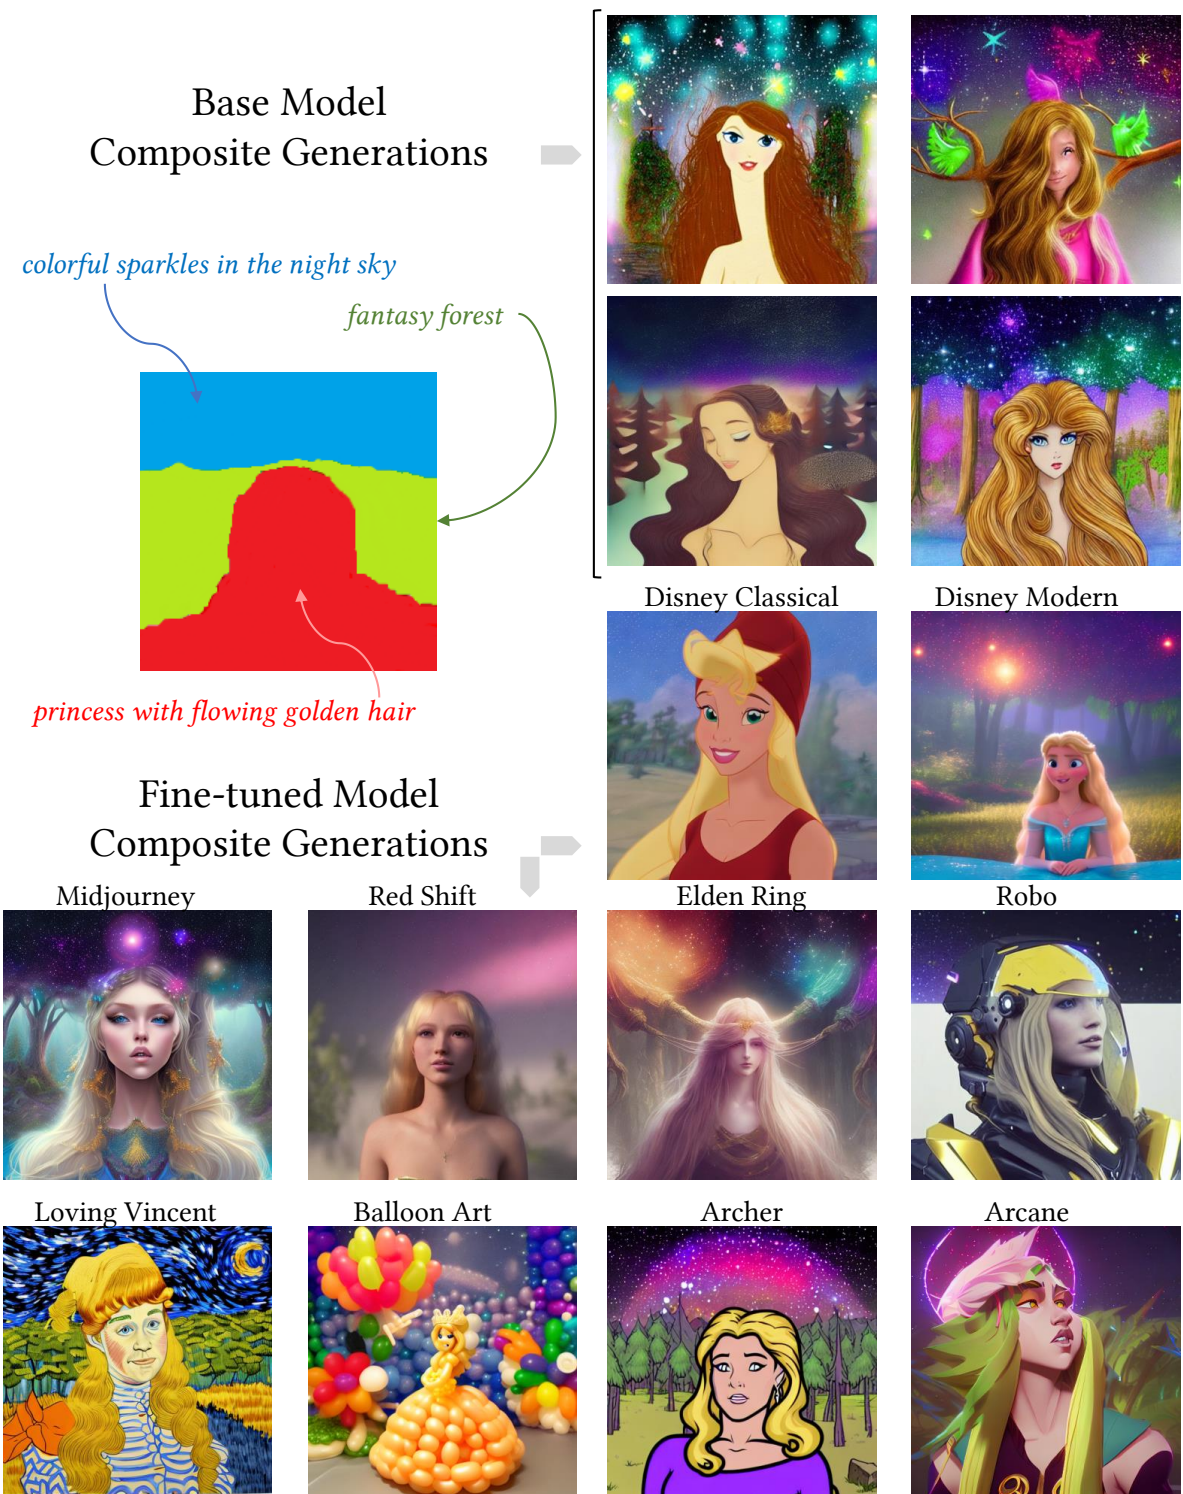 Base Model
Composite Generations
colorful sparkles in the night sky
fantasy forest
princess with flowing golden hair
Disney Classical
Disney Modern
Fine-tuned Model
Composite Generations
Midjourney
Red Shift
Elden Ring
Robo
Loving Vincent
Balloon Art
Archer
Arcane